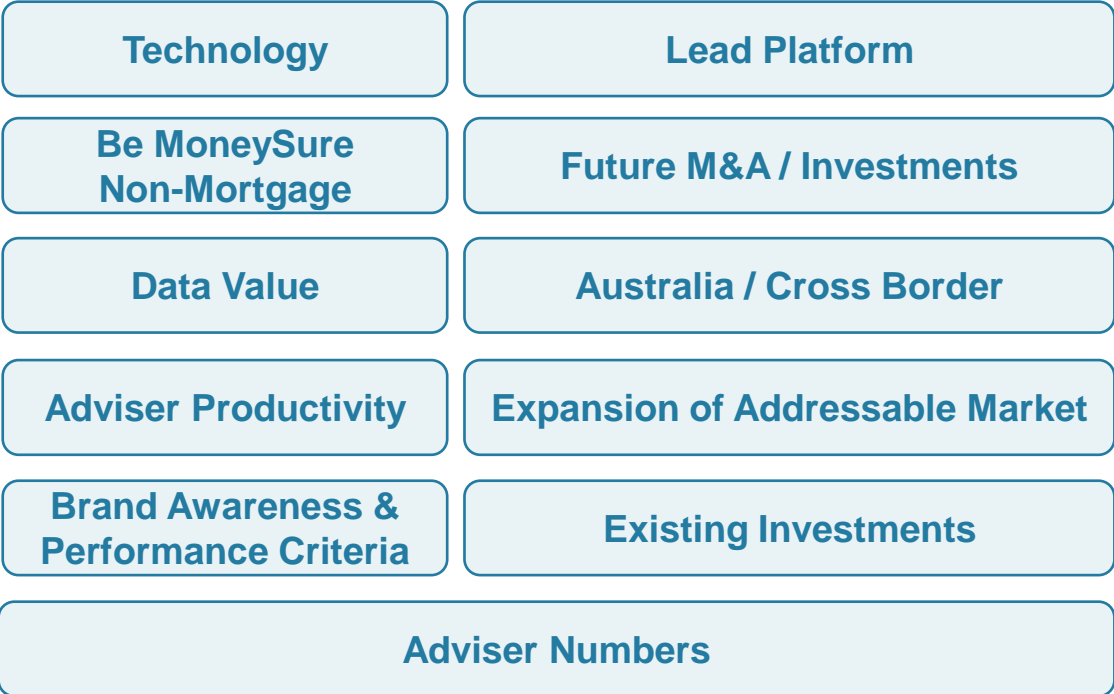 Technology
Lead Platform
Be MoneySure
Non-Mortgage
Future M&A / Investments
Data Value
Australia / Cross Border
Adviser Productivity
Expansion of Addressable Market
Brand Awareness &
Performance Criteria
Existing Investments
Adviser Numbers